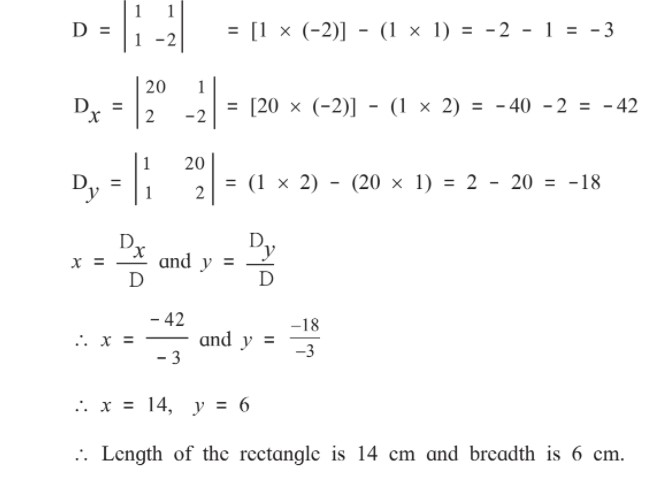 D = | 1 1 | = [1 × (-2)] - (1 × 1) = -2 - 1 = -3
| 1 -2 |
Dx = | 20 1 | = [20 × (-2)] - (1 × 2) = -40 -2 = -42
| 2 -2 |
Dy = | 1 20 | = (1 × 2) - (20 × 1) = 2 - 20 = -18
| 1 2 |
x = Dx/D and y = Dy/D
∴ x = -42/-3 and y = -18/-3
∴ x = 14, y = 6
∴ Length of the rectangle is 14 cm and breadth is 6 cm.